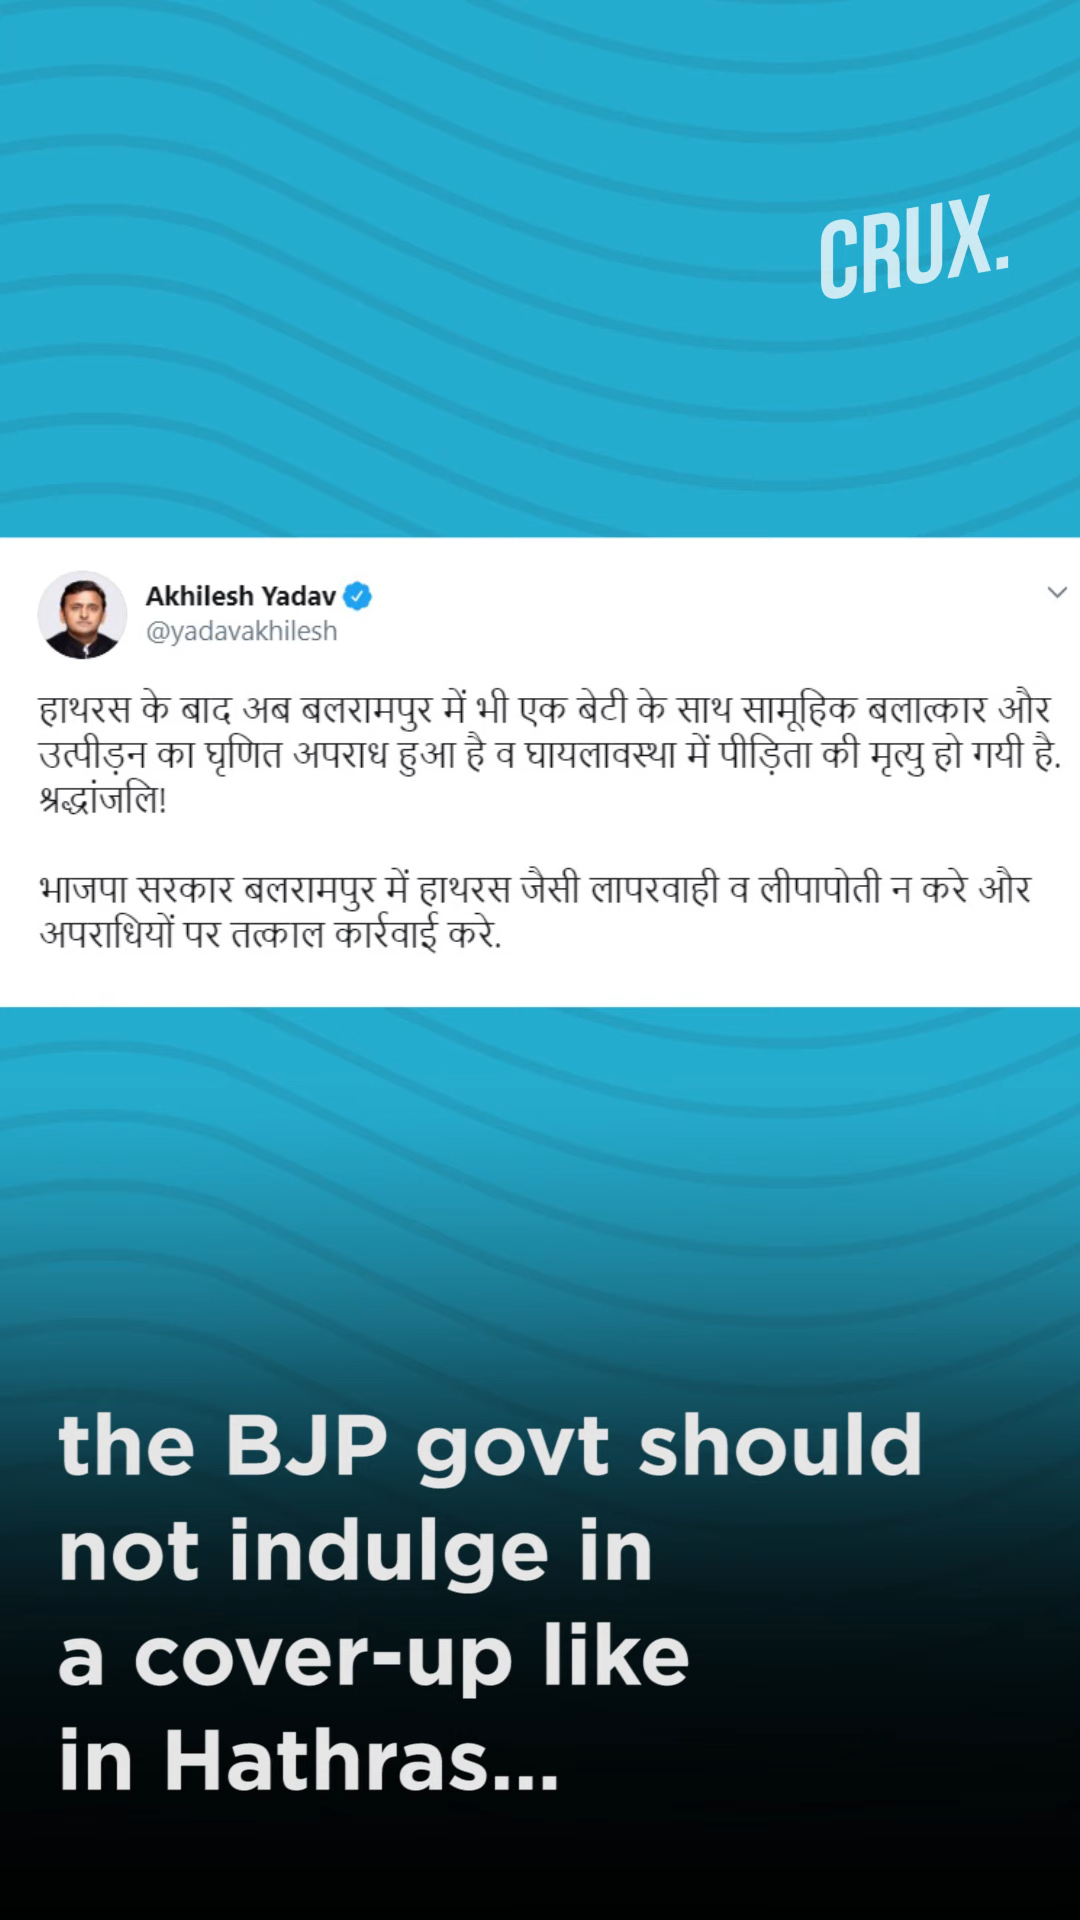 CRUX.
Akhilesh Yadav
@yadavakhilesh
हाथरस के बाद अब बलरामपुर में भी एक बेटी के साथ सामूहिक बलात्कार और
उत्पीड़न का घृणित अपराध हुआ है व घायलावस्था में पीड़िता की मृत्यु हो गयी है.
श्रद्धांजलि!
भाजपा सरकार बलरामपुर में हाथरस जैसी लापरवाही व लीपापोती न करे और
अपराधियों पर तत्काल कार्रवाई करे.
the BJP govt should
not indulge in
a cover-up like
in Hathras...